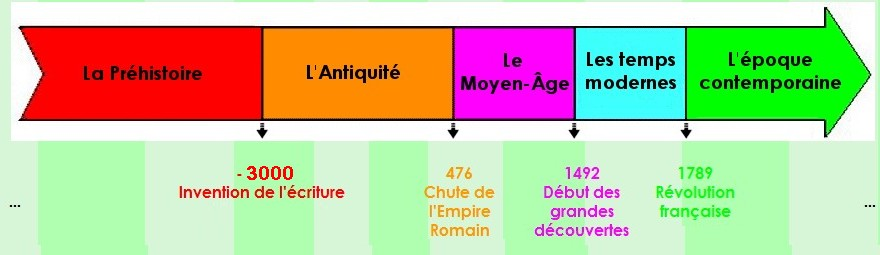 La Préhistoire
L'Antiquité
Le
Moyen-Âge
Les temps
modernes
L'époque
contemporaine
- 3000
Invention de l'écriture
476
Chute de
l'Empire
Romain
1492
Début des
grandes
découvertes
1789
Révolution
française
...
...